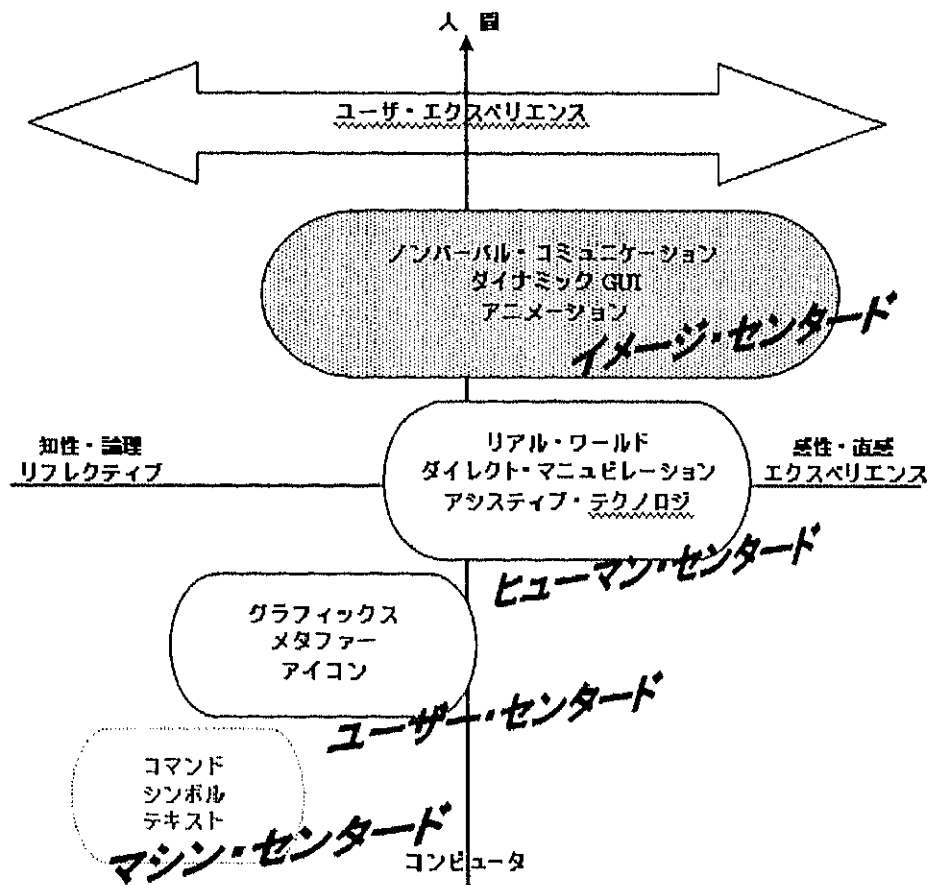 人間
ユーザ・エクスペリエンス
ノンバーバル・コミュニケーション
ダイナミック GUI
アニメーション
イメージ・センタード
知性・論理
リフレクティブ
リアル・ワールド
ダイレクト・マニュピレーション
アシスティブ・テクノロジ
感性・直感
エクスペリエンス
ヒューマン・センタード
グラフィックス
メタファー
アイコン
ユーザー・センタード
コマンド
シンボル
テキスト
マシン・センタード
コンピュータ